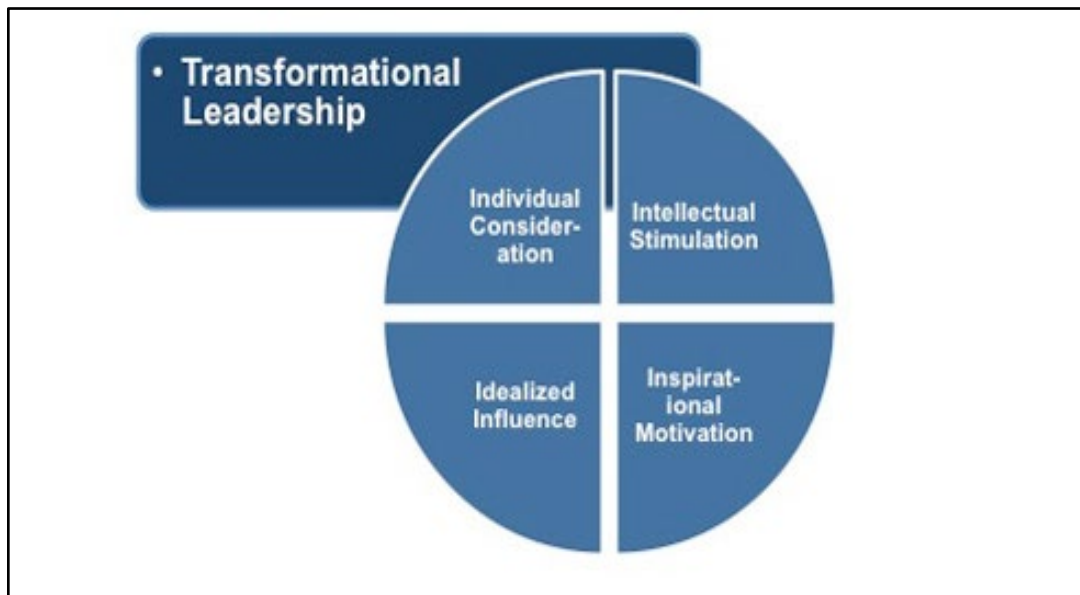 • Transformational
Leadership
Individual
Consider-
ation
Intellectual
Stimulation
Idealized
Influence
Inspirat-
ional
Motivation